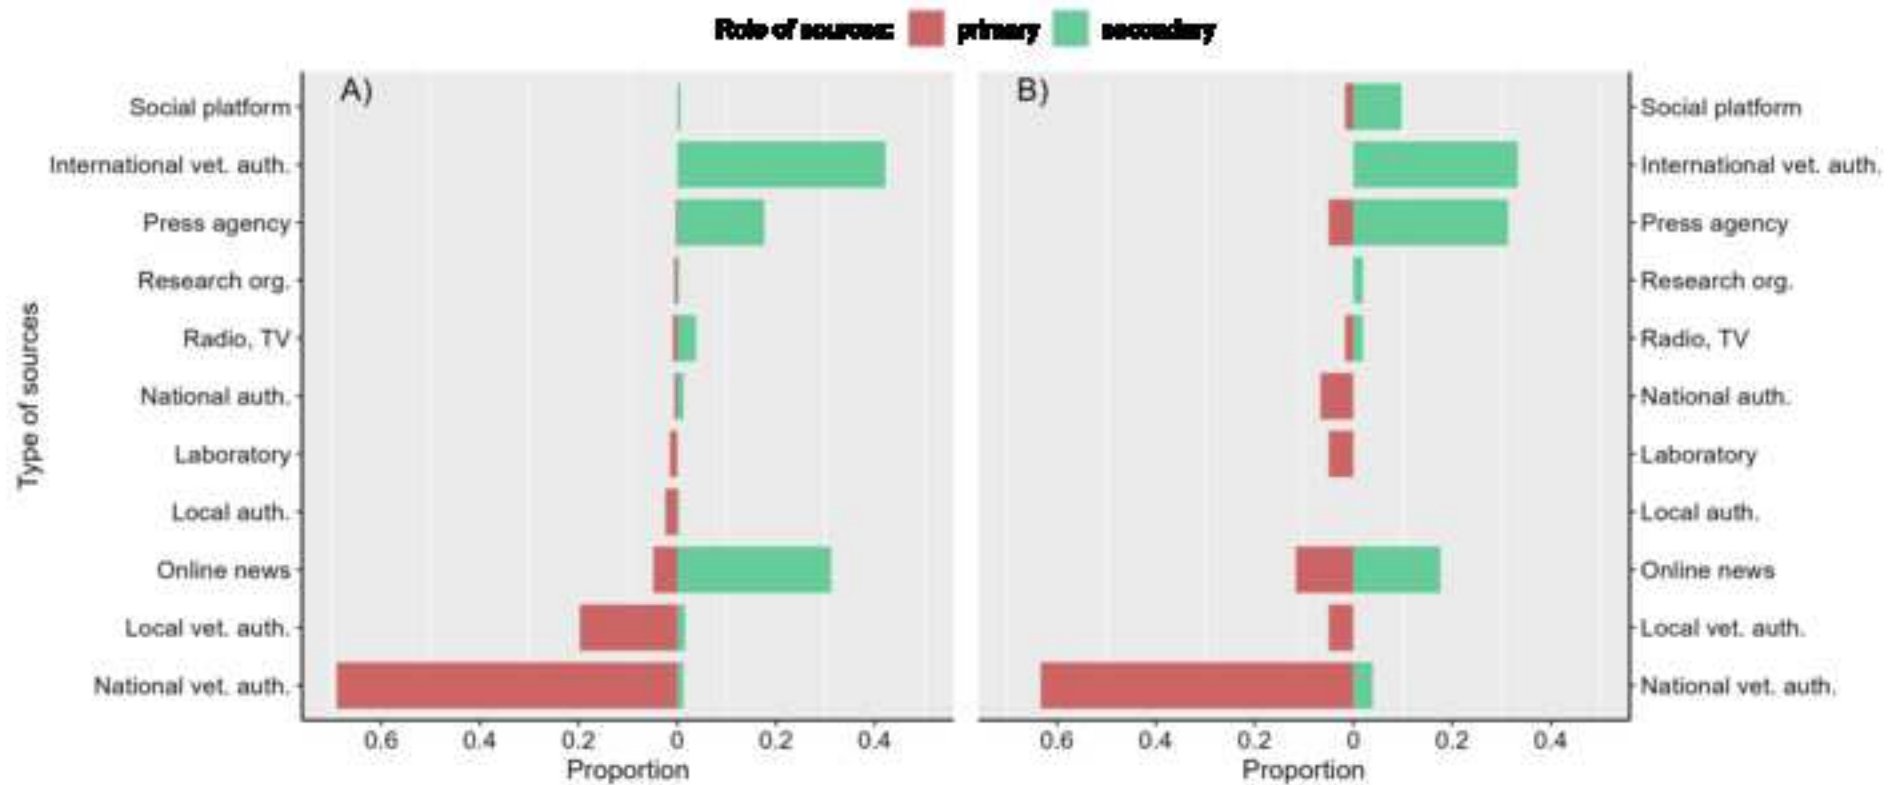 Role of sources: primary secondary
A)
Social platform
International vet. auth.
Press agency
Research org.
Radio, TV
National auth.
Laboratory
Local auth.
Online news
Local vet. auth.
National vet. auth.
Type of sources
0.6 0.4 0.2 0 0.2 0.4
Proportion
B)
Social platform
International vet. auth.
Press agency
Research org.
Radio, TV
National auth.
Laboratory
Local auth.
Online news
Local vet. auth.
National vet. auth.
0.6 0.4 0.2 0 0.2 0.4
Proportion